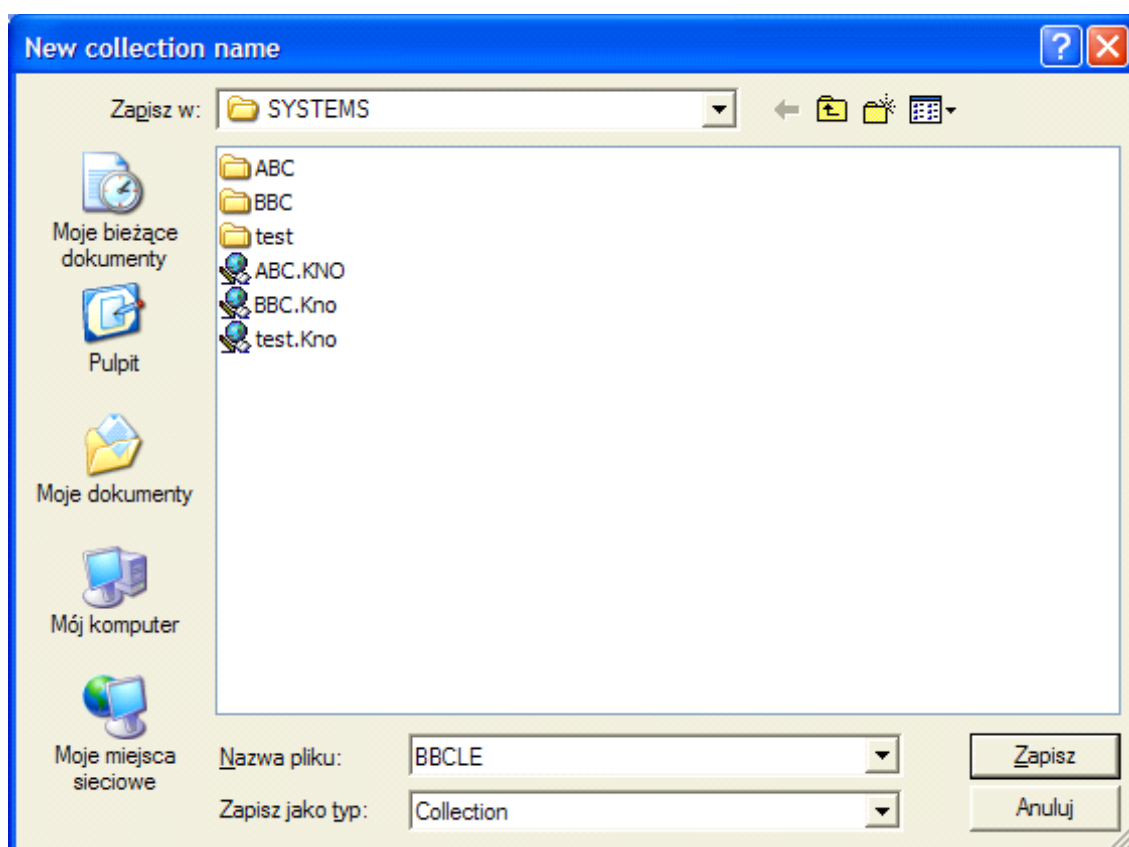 New collection name
Zapisz w: SYSTEMS
ABC
BBC
test
ABC.KNO
BBC.Kno
test.Kno
Moje bieżące
dokumenty
Pulpit
Moje dokumenty
Mój komputer
Moje miejsca
sieciowe
Nazwa pliku: BBCLE Zapisz
Zapisz jako typ: Collection Anuluj